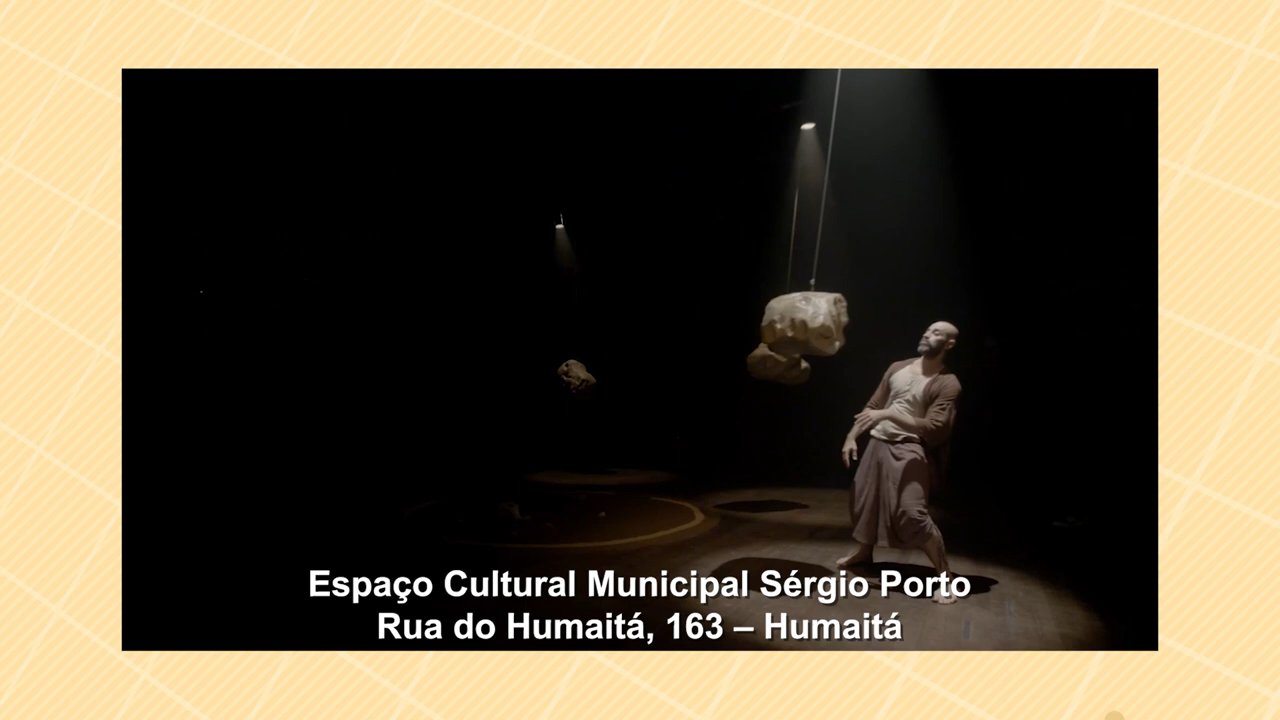 Espaço Cultural Municipal Sérgio Porto
Rua do Humaitá, 163 – Humaitá